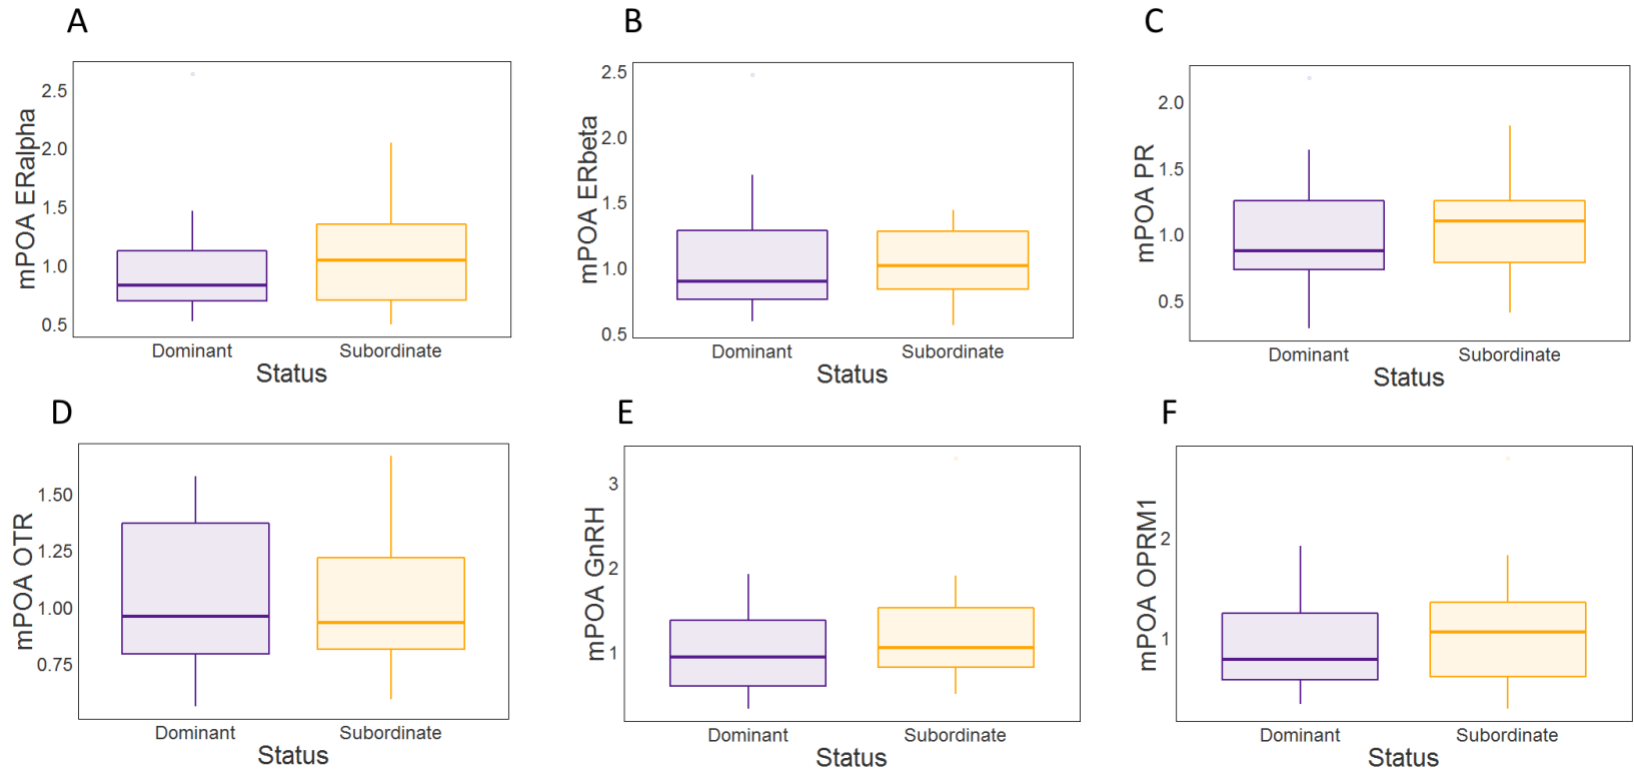 A
mPOA ERalpha
2.5
2.0
1.5
1.0
0.5
Dominant Subordinate
Status
B
mPOA ERbeta
2.5
2.0
1.5
1.0
0.5
Dominant Subordinate
Status
C
mPOA PR
2.0
1.5
1.0
0.5
Dominant Subordinate
Status
D
mPOA OTR
1.50
1.25
1.00
0.75
Dominant Subordinate
Status
E
mPOA GnRH
3
2
1
Dominant Subordinate
Status
F
mPOA OPRM1
2
1
Dominant Subordinate
Status